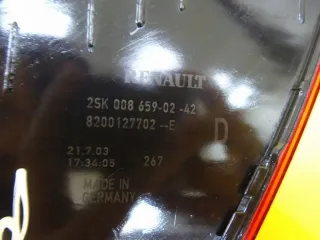 RENAULT
2SK 008 659-02-42
8200127702--E
D
21.7.03
17:34:05 267
MADE IN
GERMANY